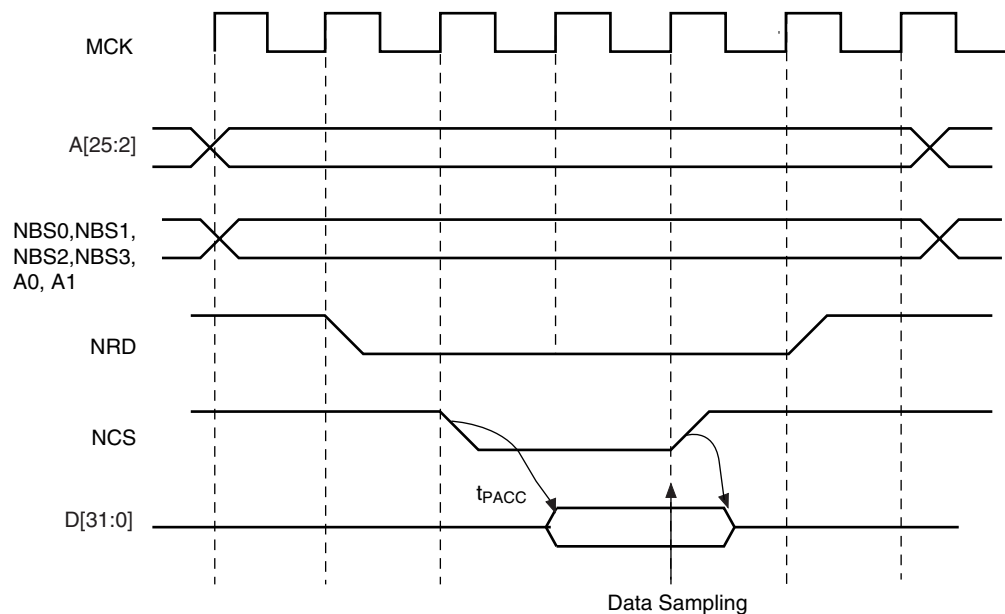 MCK
A[25:2]
NBS0,NBS1,
NBS2,NBS3,
A0, A1
NRD
NCS
tPACC
D[31:0]
Data Sampling